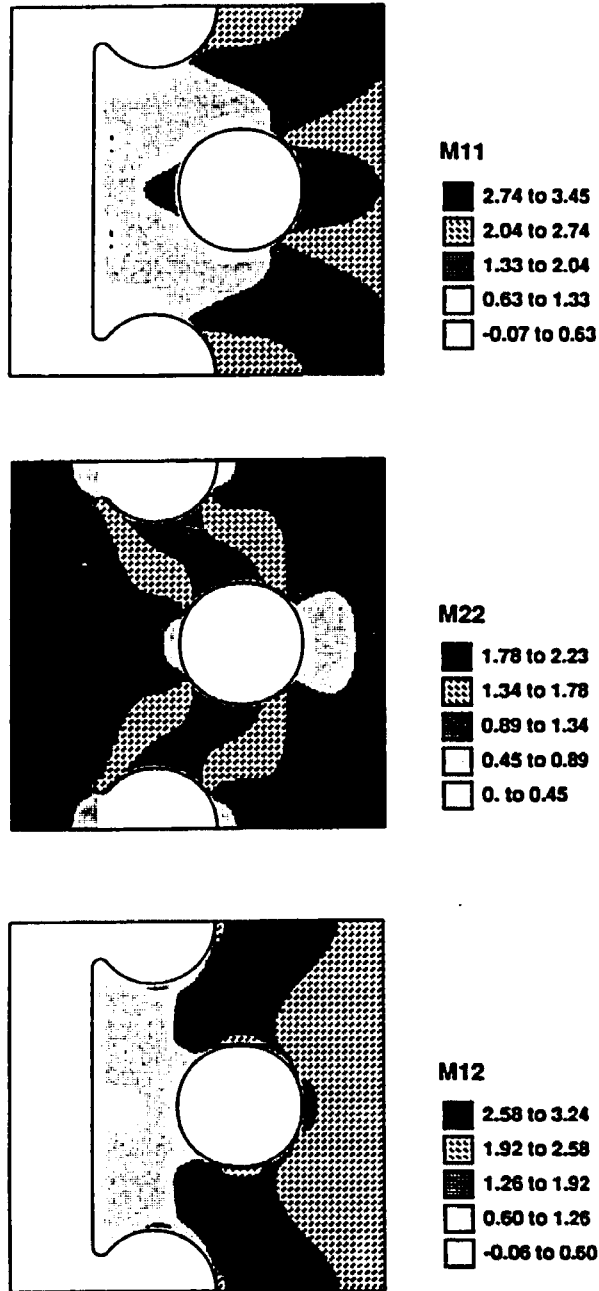 M11
2.74 to 3.45
2.04 to 2.74
1.33 to 2.04
0.63 to 1.33
-0.07 to 0.63
M22
1.78 to 2.23
1.34 to 1.78
0.89 to 1.34
0.45 to 0.89
0. to 0.45
M12
2.58 to 3.24
1.92 to 2.58
1.26 to 1.92
0.60 to 1.26
-0.06 to 0.60